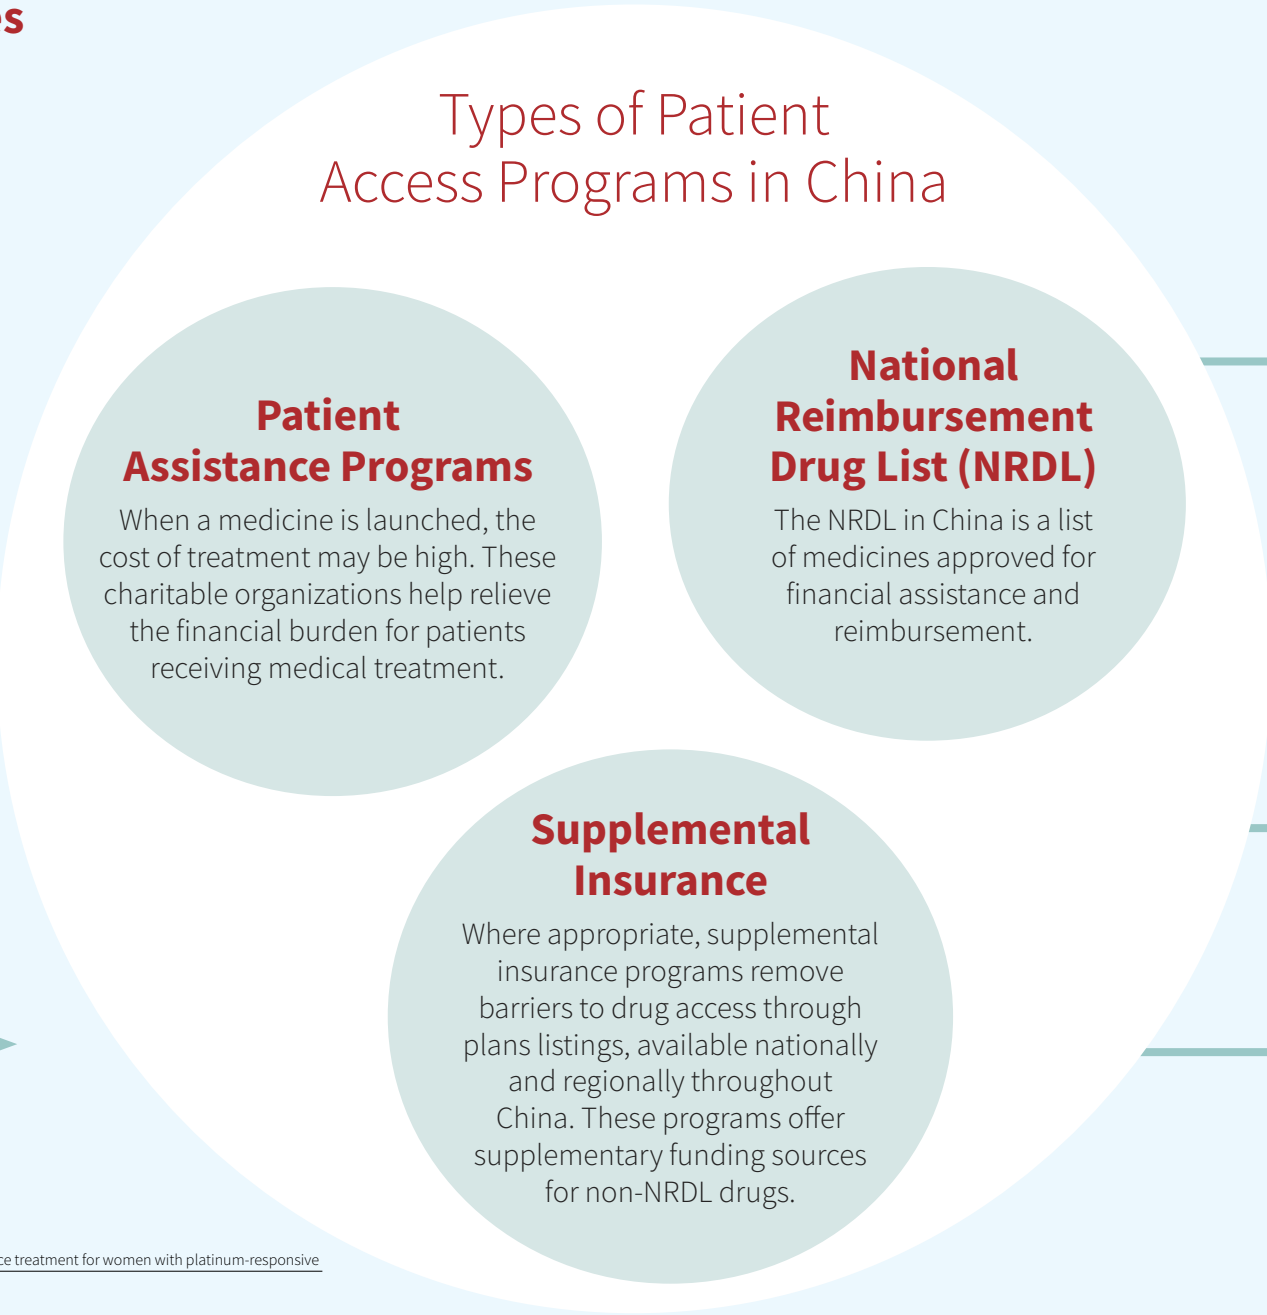 Types of Patient
Access Programs in China
Patient
Assistance Programs
When a medicine is launched, the
cost of treatment may be high. These
charitable organizations help relieve
the financial burden for patients
receiving medical treatment.
National
Reimbursement
Drug List (NRDL)
The NRDL in China is a list
of medicines approved for
financial assistance and
reimbursement.
Supplemental
Insurance
Where appropriate, supplemental
insurance programs remove
barriers to drug access through
plans listings, available nationally
and regionally throughout
China. These programs offer
supplementary funding sources
for non-NRDL drugs.
treatment for women with platinum-responsive